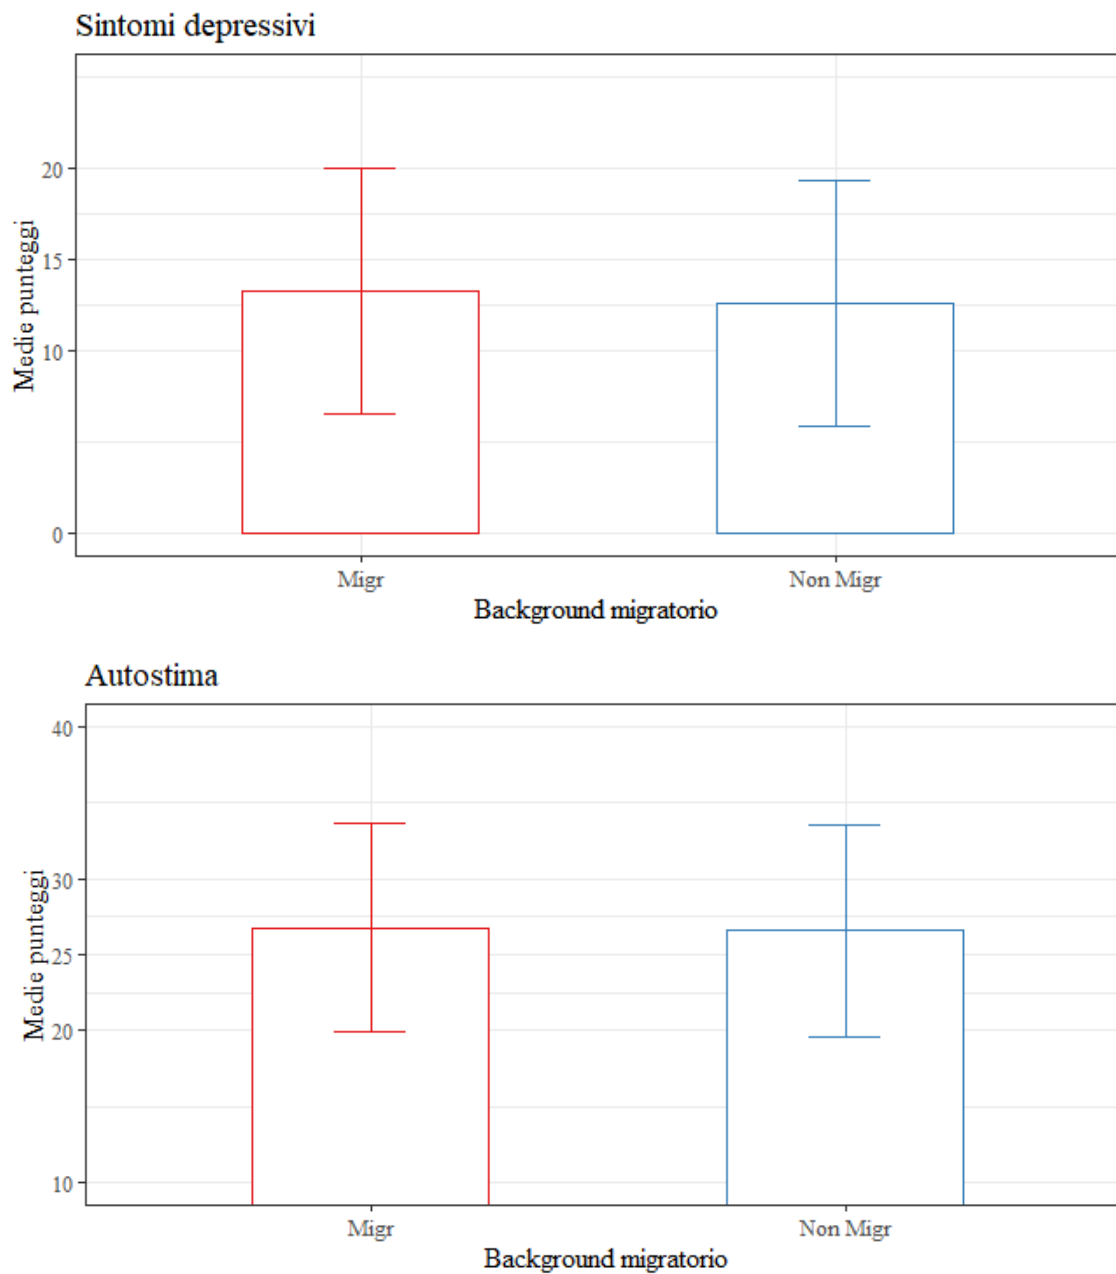 Sintomi depressivi
20
15
10
0
Medie punteggi
Migr
Non Migr
Background migratorio
Autostima
40
30
25
20
10
Medie punteggi
Migr
Non Migr
Background migratorio